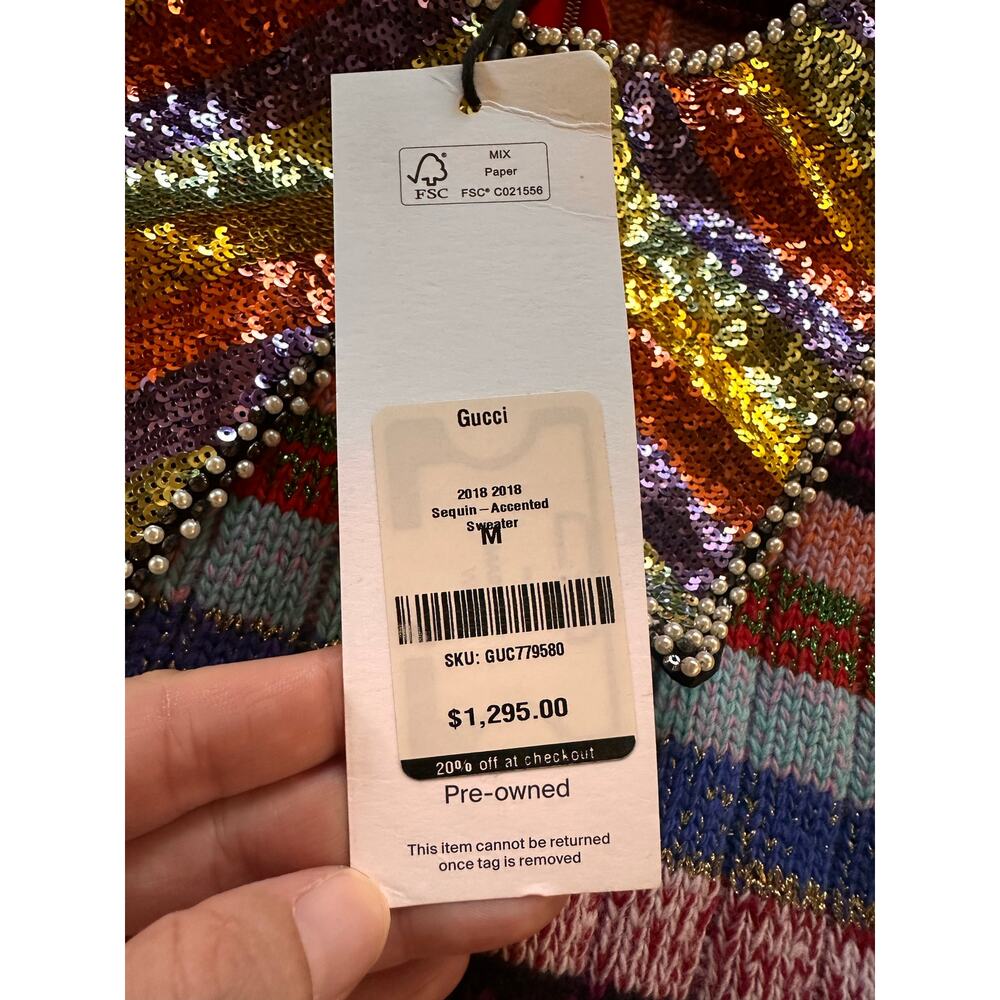 MIX
Paper
FSC® C021556
FSC
Gucci
2018 2018
Sequin-Accented
Sweater
M
SKU: GUC779580
$1,295.00
20% off at checkout
Pre-owned
This item cannot be returned
once tag is removed